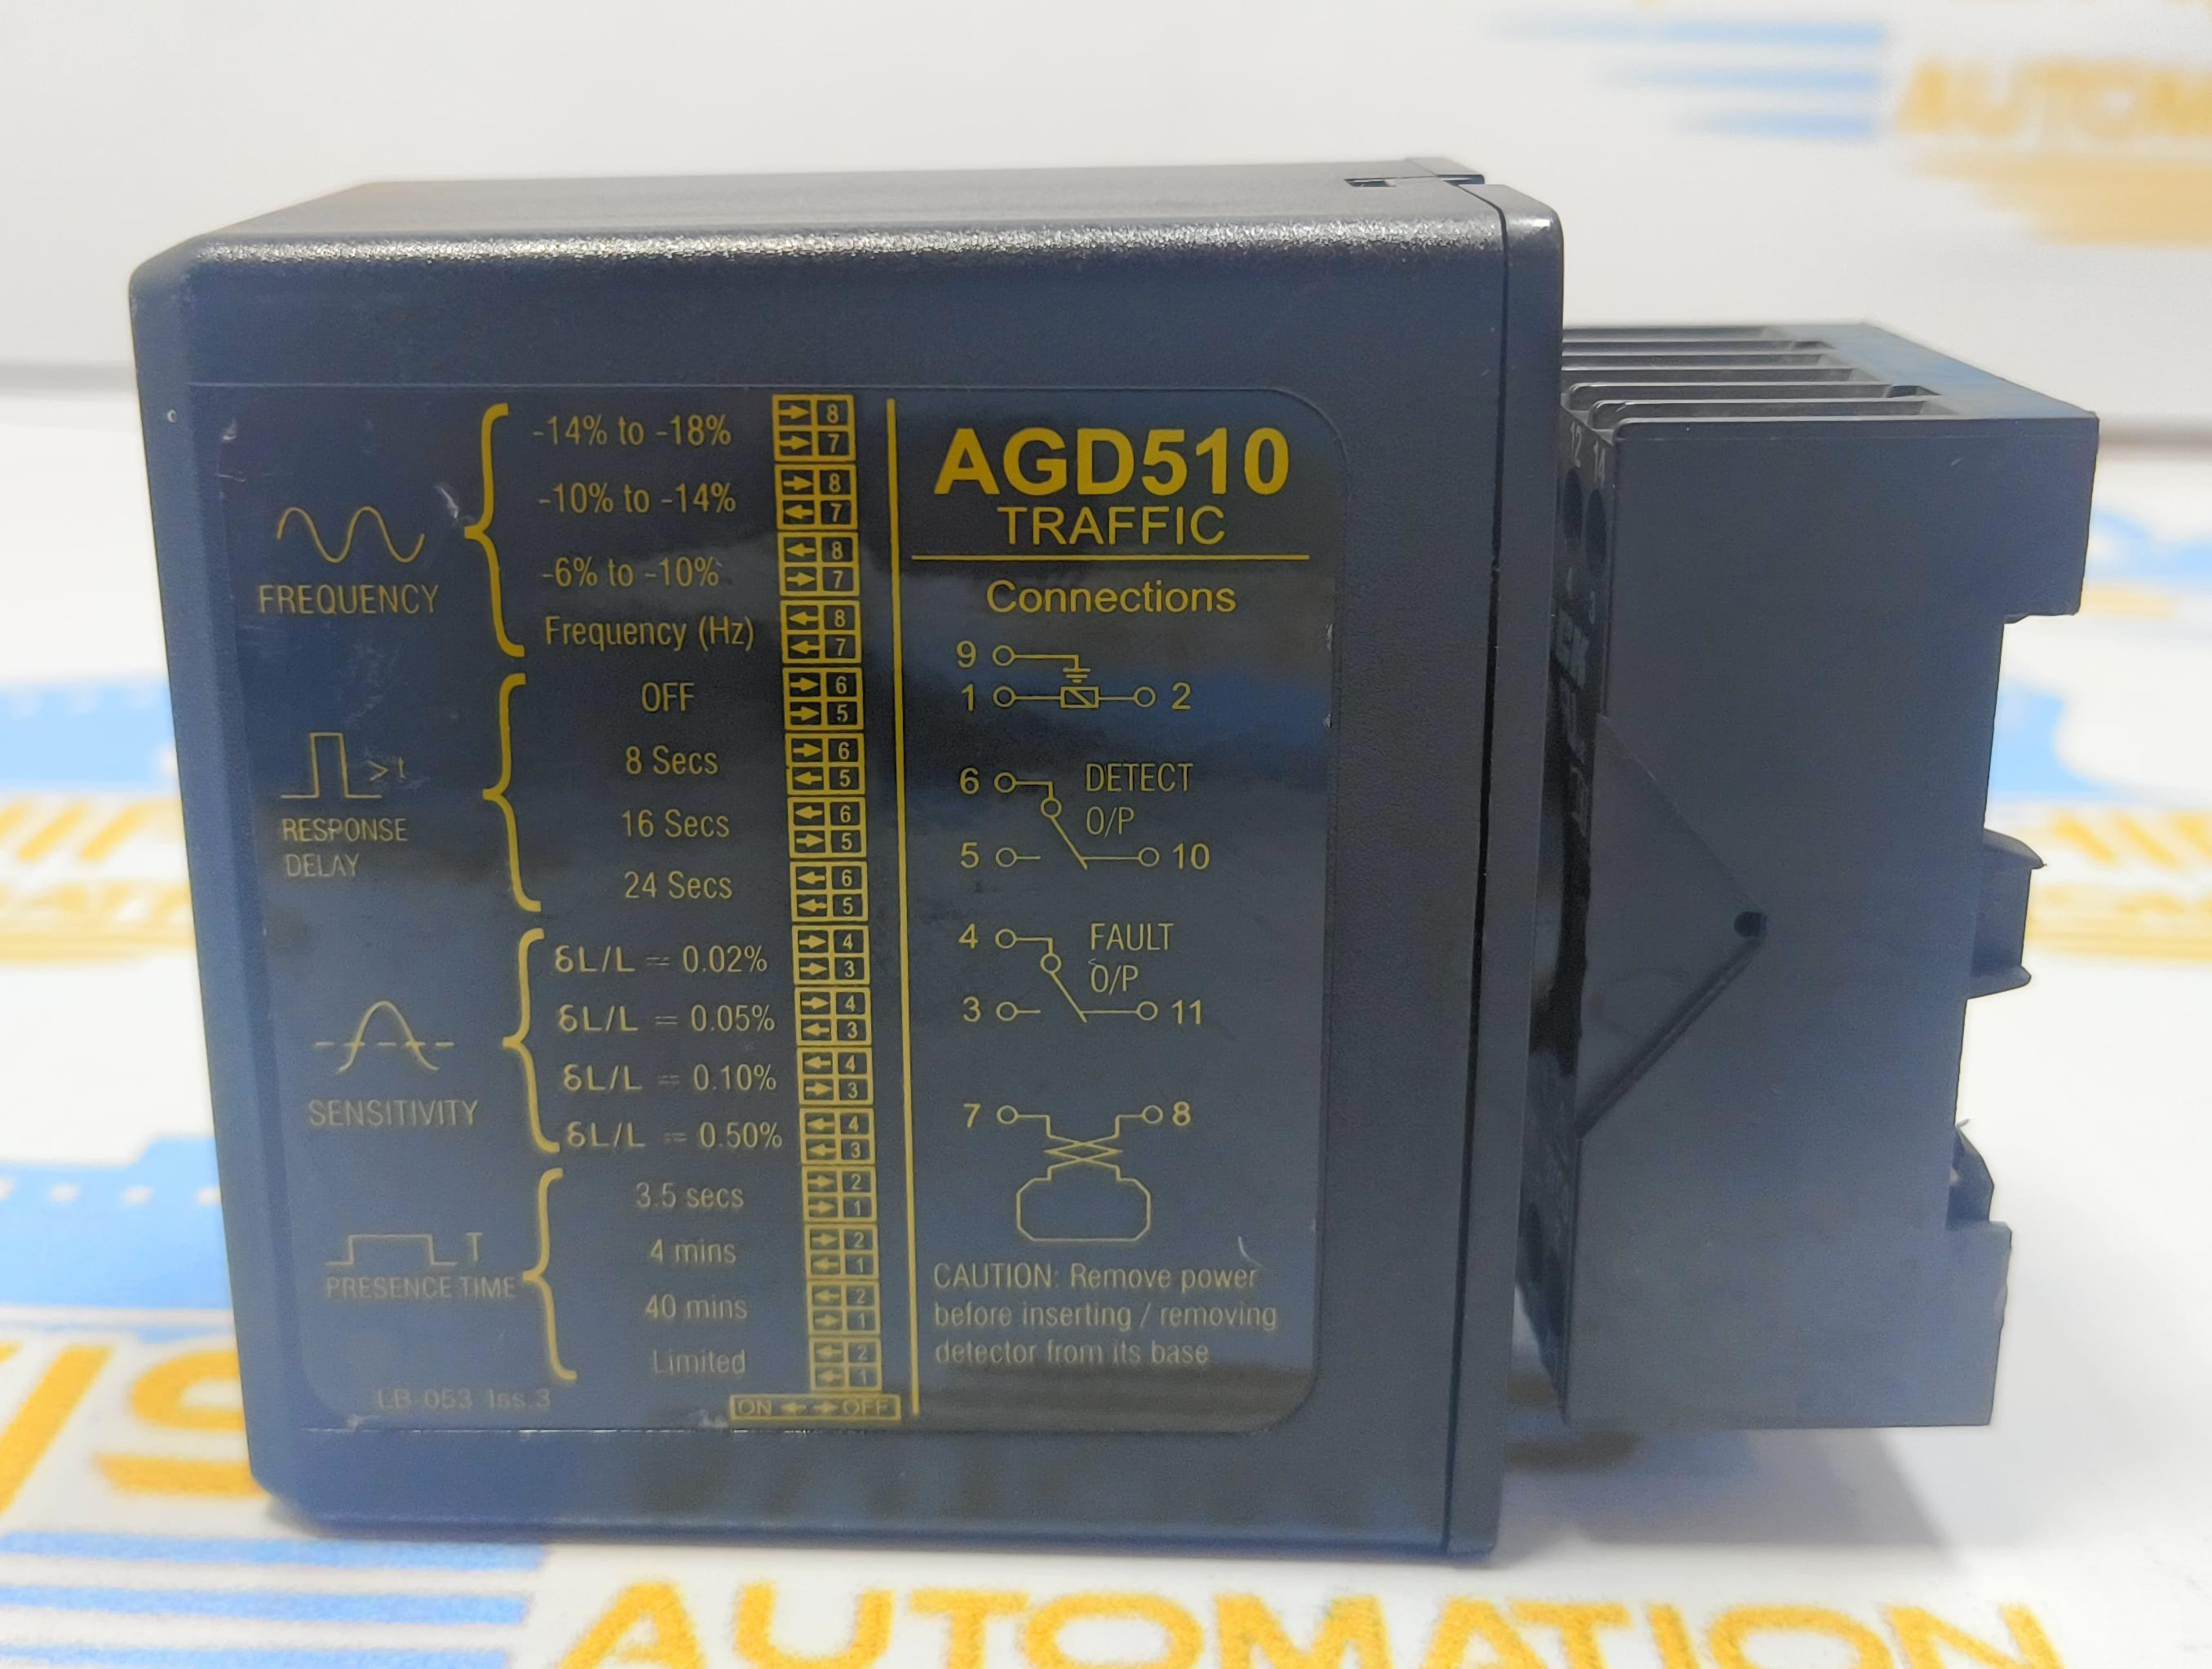 AUTOM
-14% to -18%
8
7
-10% to -14%
8
7
-6% to -10%
8
7
Frequency (Hz)
8
7
FREQUENCY
OFF
6
5
8 Secs
6
5
16 Secs
6
5
24 Secs
6
5
>t
RESPONSE
DELAY
δL/L = 0.02%
4
3
δL/L = 0.05%
4
3
δL/L = 0.10%
4
3
δL/L = 0.50%
4
3
SENSITIVITY
3.5 secs
2
1
4 mins
2
1
40 mins
2
1
Limited
2
1
T
PRESENCE TIME
LB-053 Iss.3
ON ← → OFF
AGD510
TRAFFIC
Connections
9
1 2
6 DETECT
O/P
5 10
4 FAULT
O/P
3 11
7 8
CAUTION: Remove power
before inserting / removing
detector from its base
12 14
AUTOMATION